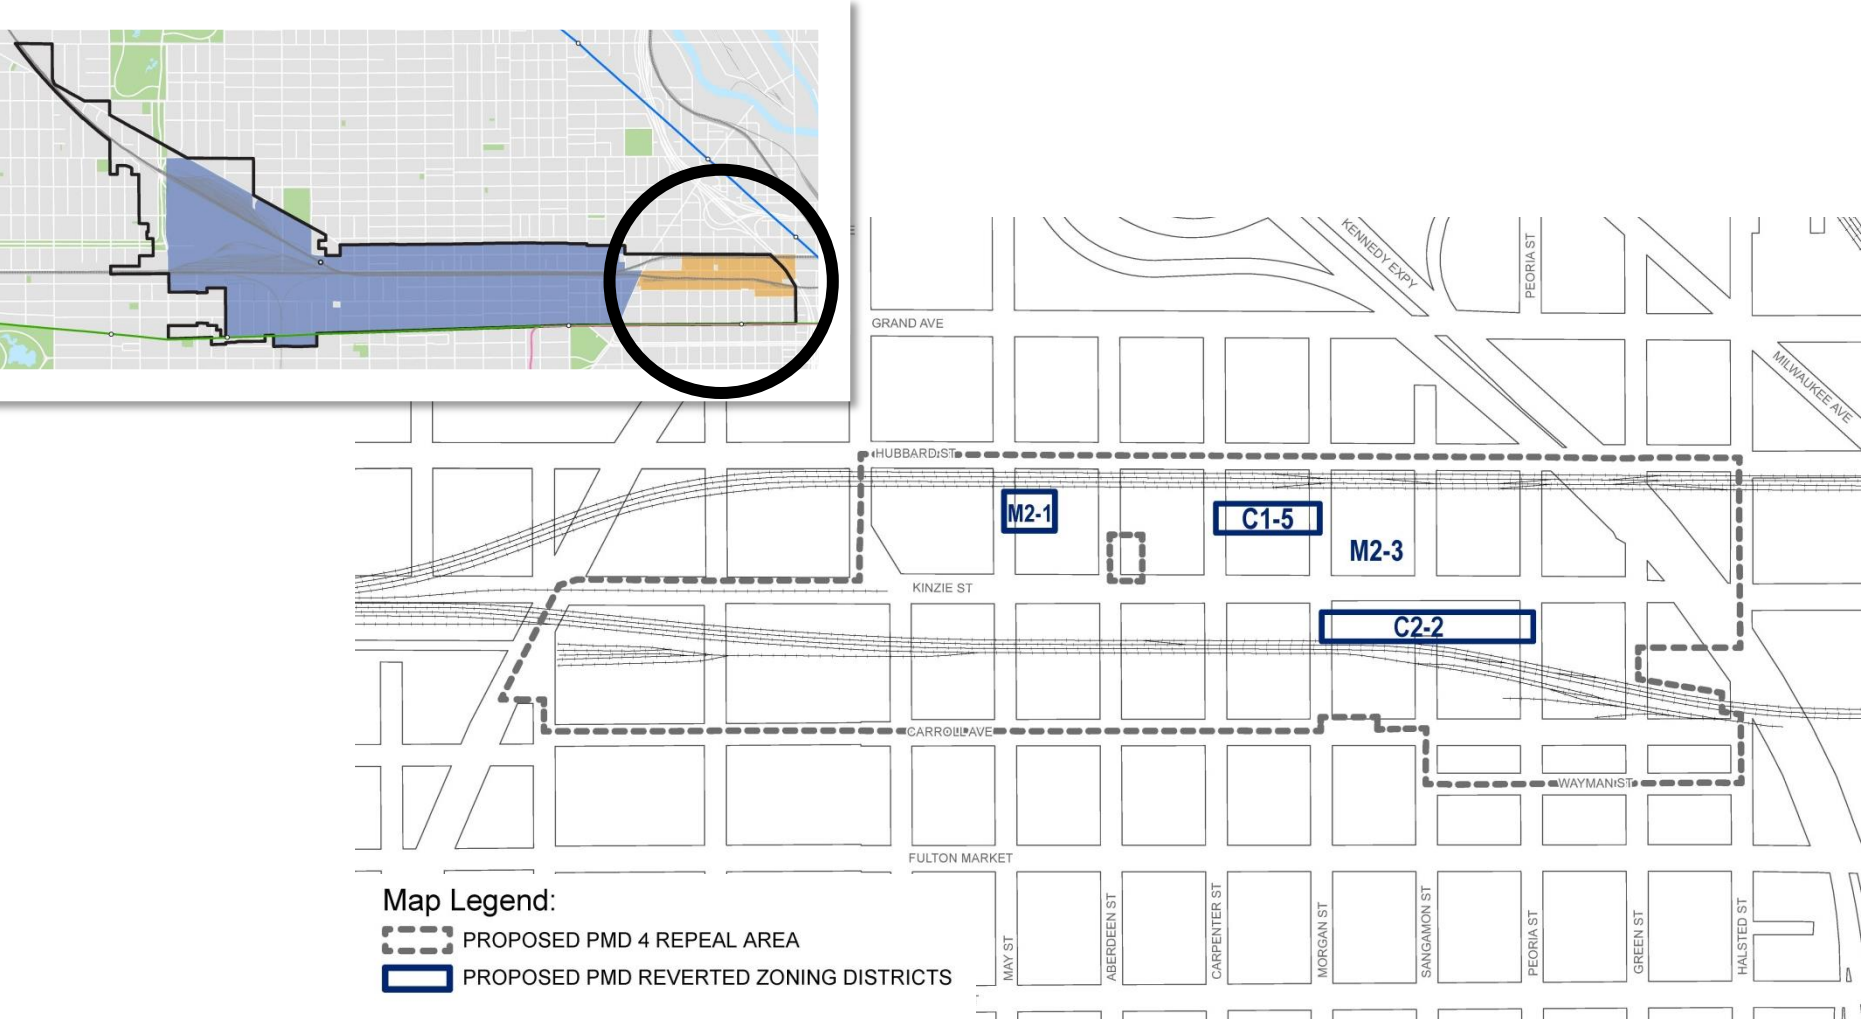 KENNEDY EXPY
PEORIA ST
GRAND AVE
MILWAUKEE AVE
HUBBARD ST
M2-1
C1-5
M2-3
KINZIE ST
C2-2
CARROLL AVE
WAYMAN ST
FULTON MARKET
MAY ST
ABERDEEN ST
CARPENTER ST
MORGAN ST
SANGAMON ST
PEORIA ST
GREEN ST
HALSTED ST
Map Legend:
PROPOSED PMD 4 REPEAL AREA
PROPOSED PMD REVERTED ZONING DISTRICTS